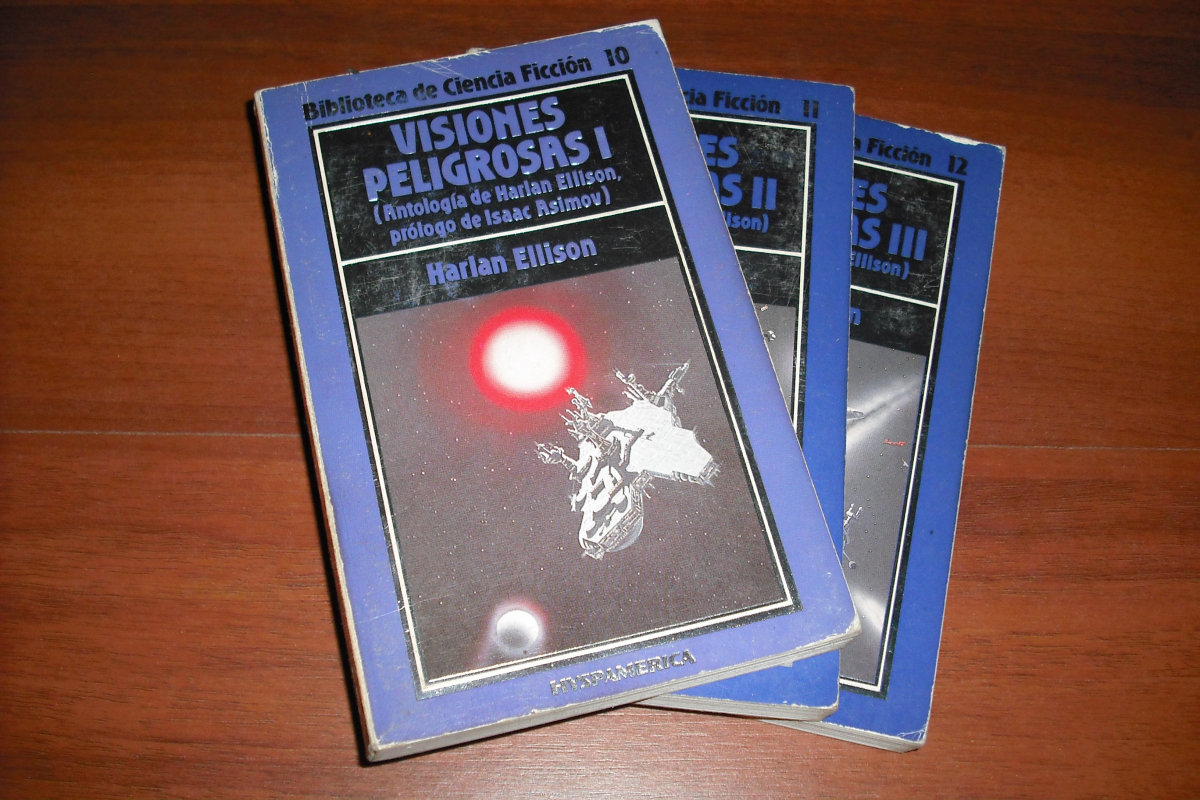 Biblioteca de Ciencia Ficción 10
VISIONES
PELIGROSAS I
(Antología de Harlan Ellison,
prólogo de Isaac Asimov)
Harlan Ellison
HYSPAMERICA
cia Ficción 11
ES
AS II
lison)
a Ficción 12
ES
AS III
Ellison)
n